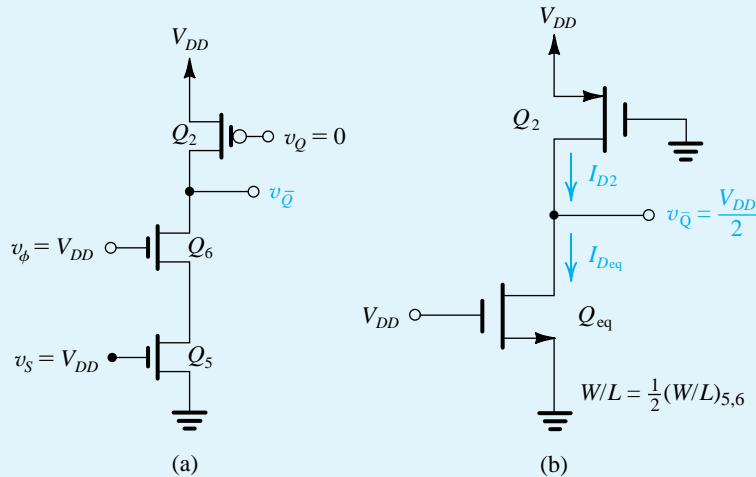 V_DD
Q_2
v_Q = 0
v_Q̄
v_ϕ = V_DD
Q_6
v_S = V_DD
Q_5
(a)
V_DD
Q_2
I_D2
v_Q̄ = V_DD/2
I_Deq
V_DD
Q_eq
W/L = ½(W/L)_5,6
(b)